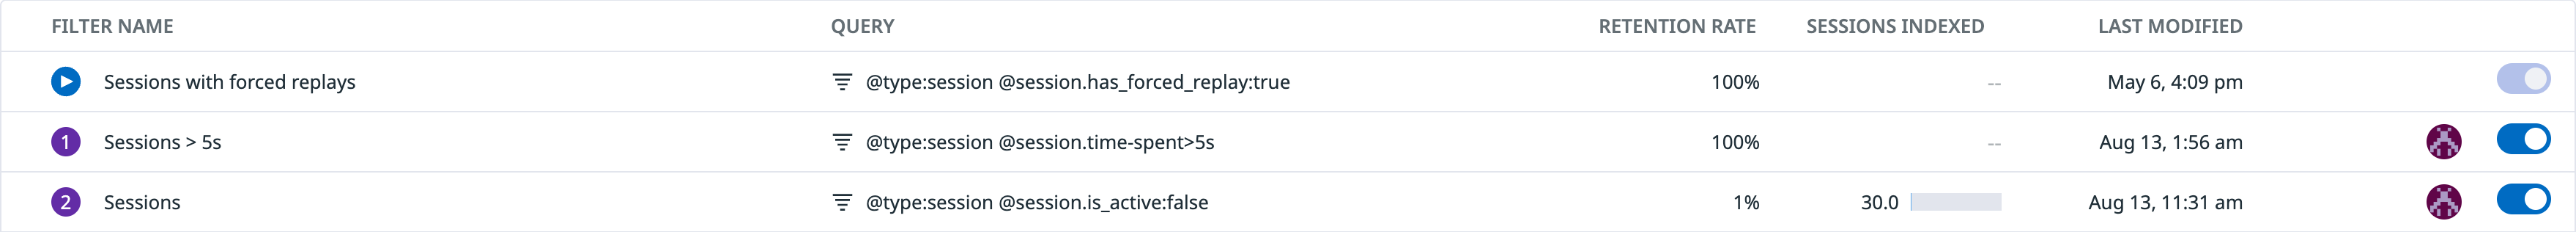 FILTER NAME QUERY RETENTION RATE SESSIONS INDEXED LAST MODIFIED
Sessions with forced replays @type:session @session.has_forced_replay:true 100% -- May 6, 4:09 pm
1 Sessions > 5s @type:session @session.time-spent>5s 100% -- Aug 13, 1:56 am
2 Sessions @type:session @session.is_active:false 1% 30.0 Aug 13, 11:31 am